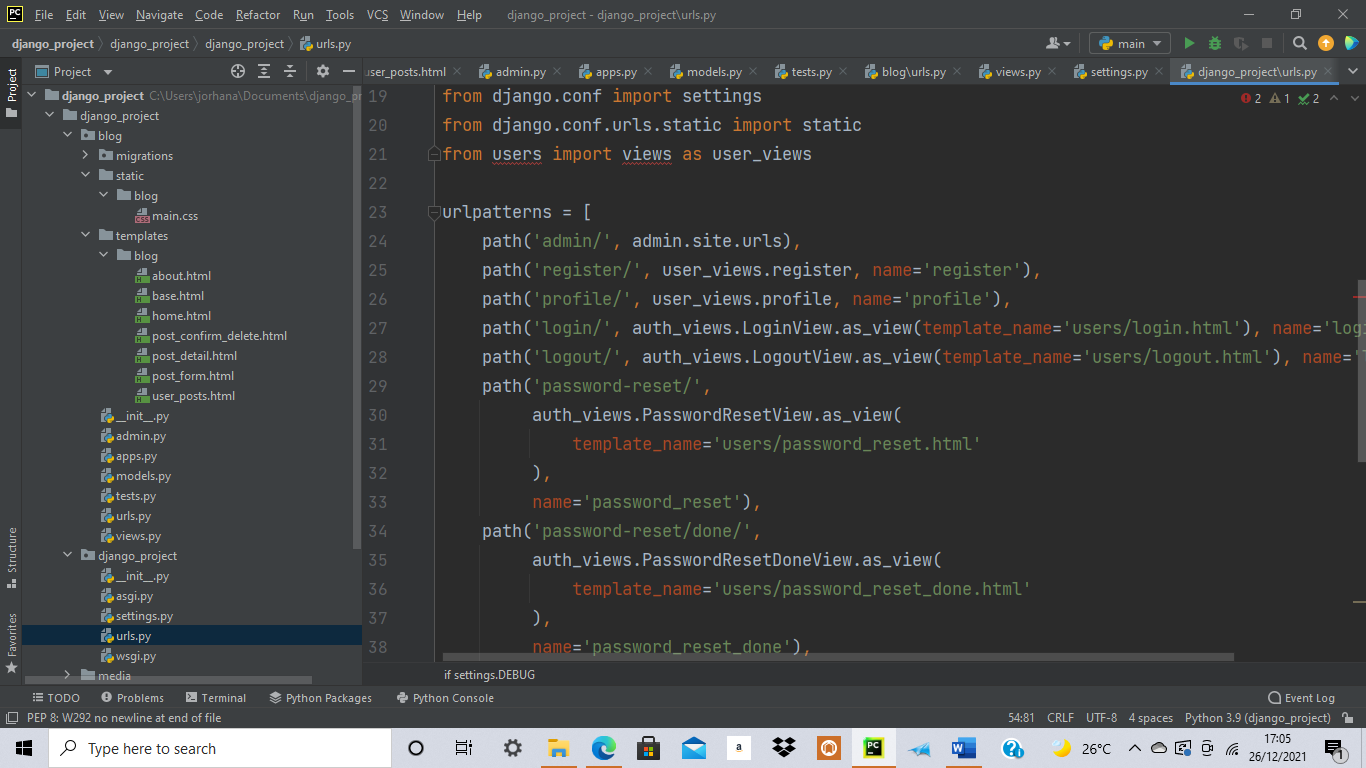 PC File Edit View Navigate Code Refactor Run Tools VCS Window Help django_project - django_project\urls.py
django_project django_project django_project urls.py main
Project user_posts.html admin.py apps.py models.py tests.py blog\urls.py views.py settings.py django_project\urls.py
Project
Structure
Favorites
django_project C:\Users\jorhana\Documents\django_pr
django_project
blog
migrations
static
blog
main.css
templates
blog
about.html
base.html
home.html
post_confirm_delete.html
post_detail.html
post_form.html
user_posts.html
__init__.py
admin.py
apps.py
models.py
tests.py
urls.py
views.py
django_project
__init__.py
asgi.py
settings.py
urls.py
wsgi.py
media
2 1 2
19 from django.conf import settings
20 from django.conf.urls.static import static
21 from users import views as user_views
22
23 urlpatterns = [
24 path('admin/', admin.site.urls),
25 path('register/', user_views.register, name='register'),
26 path('profile/', user_views.profile, name='profile'),
27 path('login/', auth_views.LoginView.as_view(template_name='users/login.html'), name='logi
28 path('logout/', auth_views.LogoutView.as_view(template_name='users/logout.html'), name='l
29 path('password-reset/',
30 auth_views.PasswordResetView.as_view(
31 template_name='users/password_reset.html'
32 ),
33 name='password_reset'),
34 path('password-reset/done/',
35 auth_views.PasswordResetDoneView.as_view(
36 template_name='users/password_reset_done.html'
37 ),
38 name='password_reset_done'),
if settings.DEBUG
TODO Problems Terminal Python Packages Python Console Event Log
PEP 8: W292 no newline at end of file 54:81 CRLF UTF-8 4 spaces Python 3.9 (django_project)
Type here to search a PC W 26°C 17:05
26/12/2021 1